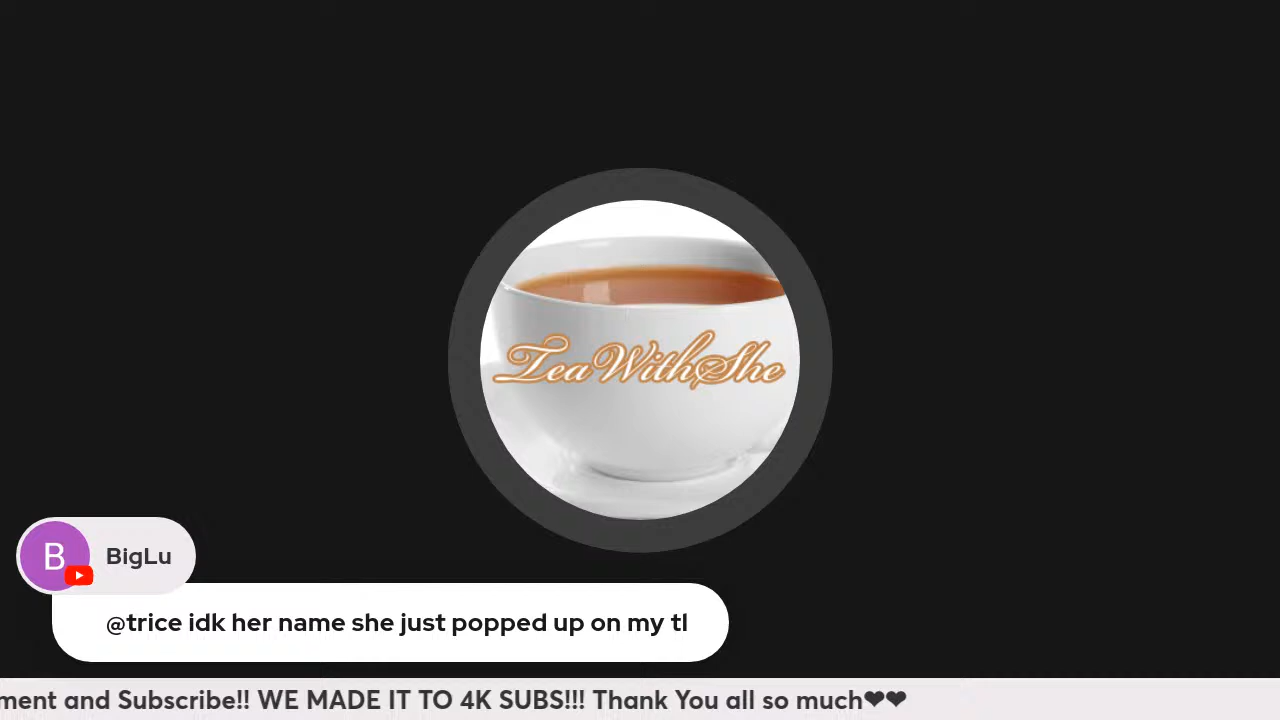 TeaWithShe
B
BigLu
@trice idk her name she just popped up on my tl
ment and Subscribe!! WE MADE IT TO 4K SUBS!!! Thank You all so much❤❤